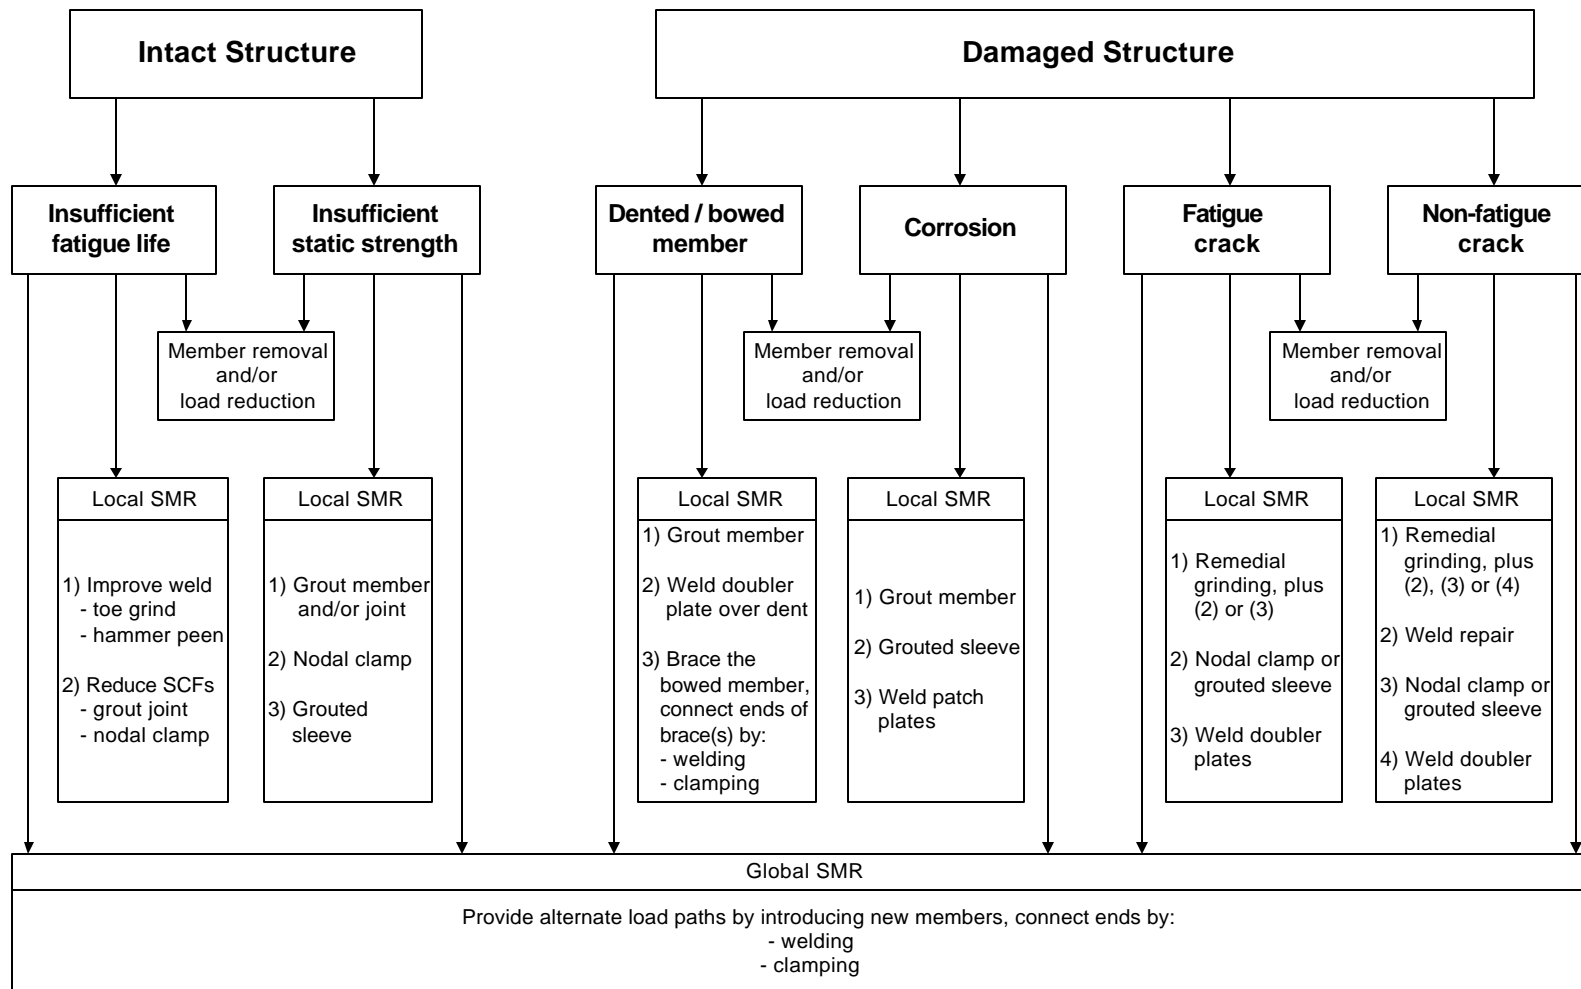 Intact Structure
Damaged Structure
Insufficient
fatigue life
Insufficient
static strength
Dented / bowed
member
Corrosion
Fatigue
crack
Non-fatigue
crack
Member removal
and/or
load reduction
Member removal
and/or
load reduction
Member removal
and/or
load reduction
Local SMR
1) Improve weld
- toe grind
- hammer peen
2) Reduce SCFs
- grout joint
- nodal clamp
Local SMR
1) Grout member
and/or joint
2) Nodal clamp
3) Grouted
sleeve
Local SMR
1) Grout member
2) Weld doubler
plate over dent
3) Brace the
bowed member,
connect ends of
brace(s) by:
- welding
- clamping
Local SMR
1) Grout member
2) Grouted sleeve
3) Weld patch
plates
Local SMR
1) Remedial
grinding, plus
(2) or (3)
2) Nodal clamp or
grouted sleeve
3) Weld doubler
plates
Local SMR
1) Remedial
grinding, plus
(2), (3) or (4)
2) Weld repair
3) Nodal clamp or
grouted sleeve
4) Weld doubler
plates
Global SMR
Provide alternate load paths by introducing new members, connect ends by:
- welding
- clamping